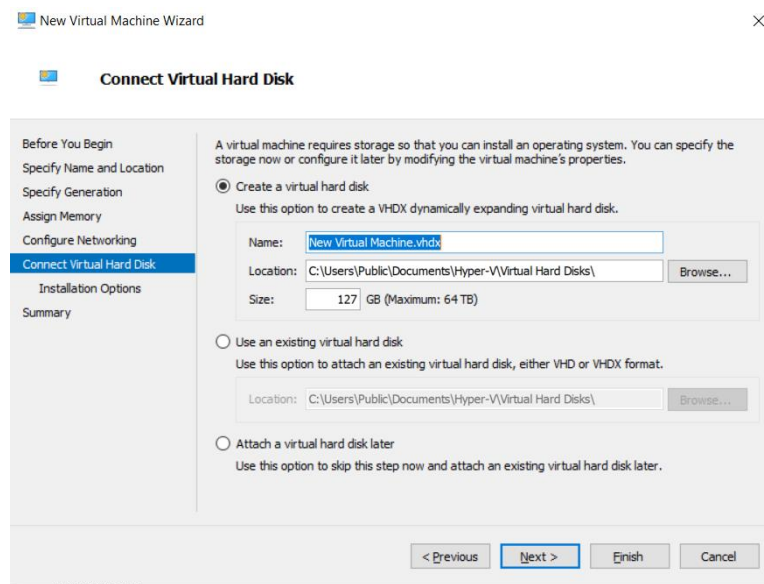 New Virtual Machine Wizard
Connect Virtual Hard Disk
Before You Begin
Specify Name and Location
Specify Generation
Assign Memory
Configure Networking
Connect Virtual Hard Disk
Installation Options
Summary
A virtual machine requires storage so that you can install an operating system. You can specify the
storage now or configure it later by modifying the virtual machine's properties.
Create a virtual hard disk
Use this option to create a VHDX dynamically expanding virtual hard disk.
Name: New Virtual Machine.vhdx
Location: C:\Users\Public\Documents\Hyper-V\Virtual Hard Disks\ Browse...
Size: 127 GB (Maximum: 64 TB)
Use an existing virtual hard disk
Use this option to attach an existing virtual hard disk, either VHD or VHDX format.
Location: C:\Users\Public\Documents\Hyper-V\Virtual Hard Disks\ Browse...
Attach a virtual hard disk later
Use this option to skip this step now and attach an existing virtual hard disk later.
< Previous Next > Finish Cancel